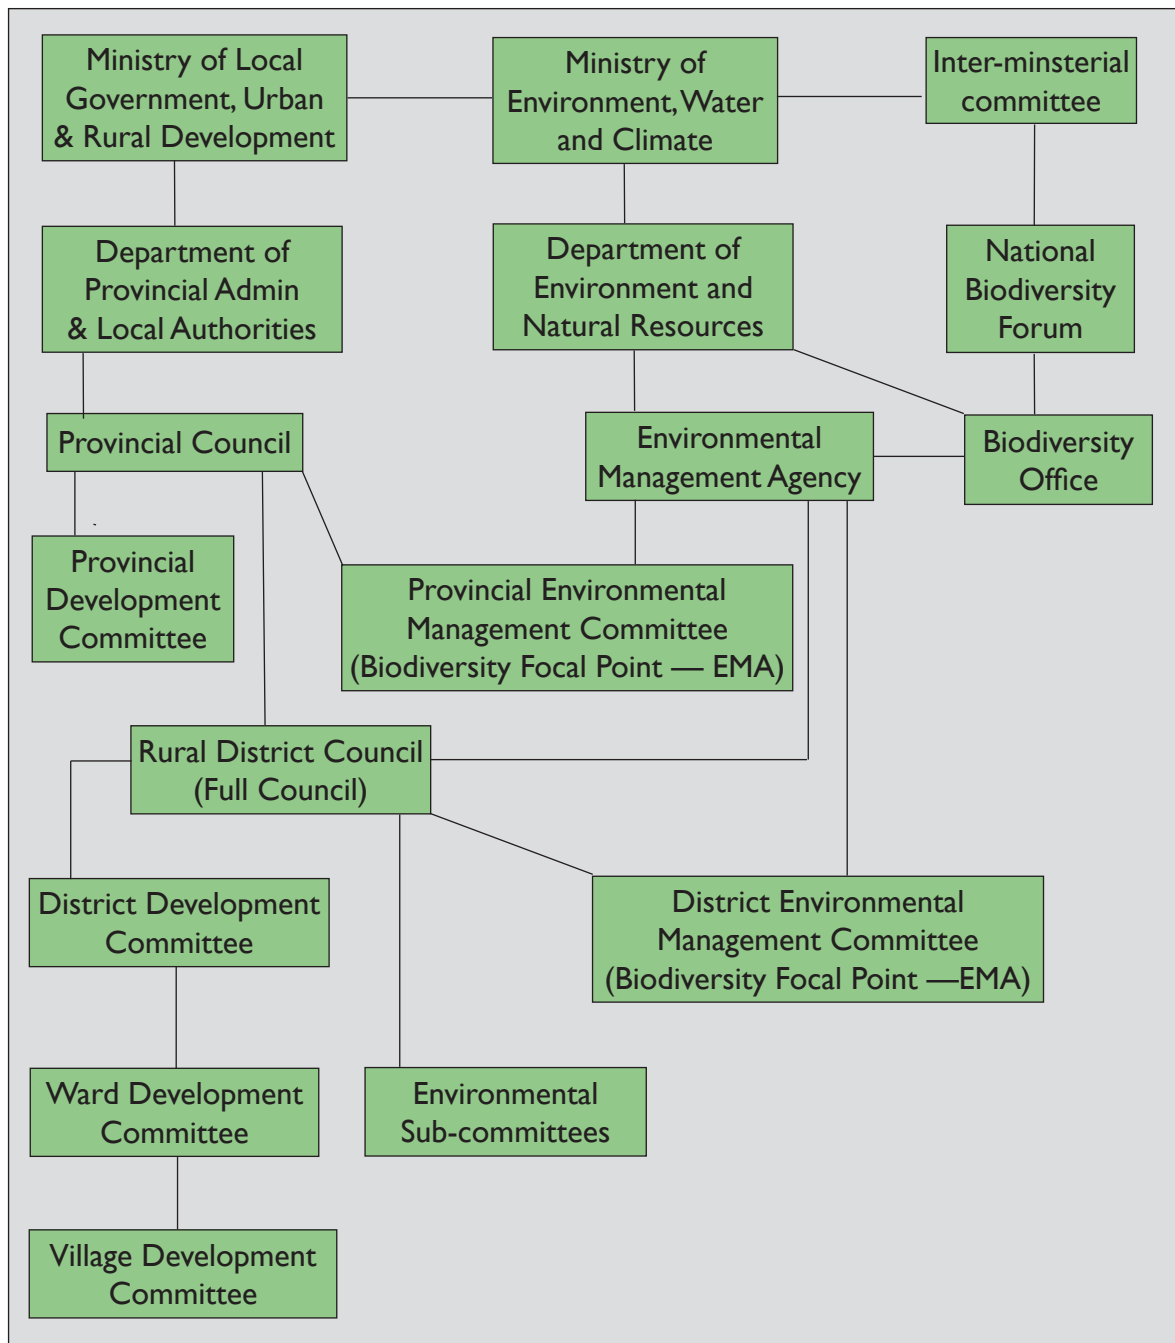 Ministry of Local
Government, Urban
& Rural Development
Ministry of
Environment, Water
and Climate
Inter-minsterial
committee
Department of
Provincial Admin
& Local Authorities
Department of
Environment and
Natural Resources
National
Biodiversity
Forum
Provincial Council
Environmental
Management Agency
Biodiversity
Office
Provincial
Development
Committee
Provincial Environmental
Management Committee
(Biodiversity Focal Point — EMA)
Rural District Council
(Full Council)
District Development
Committee
District Environmental
Management Committee
(Biodiversity Focal Point —EMA)
Ward Development
Committee
Environmental
Sub-committees
Village Development
Committee